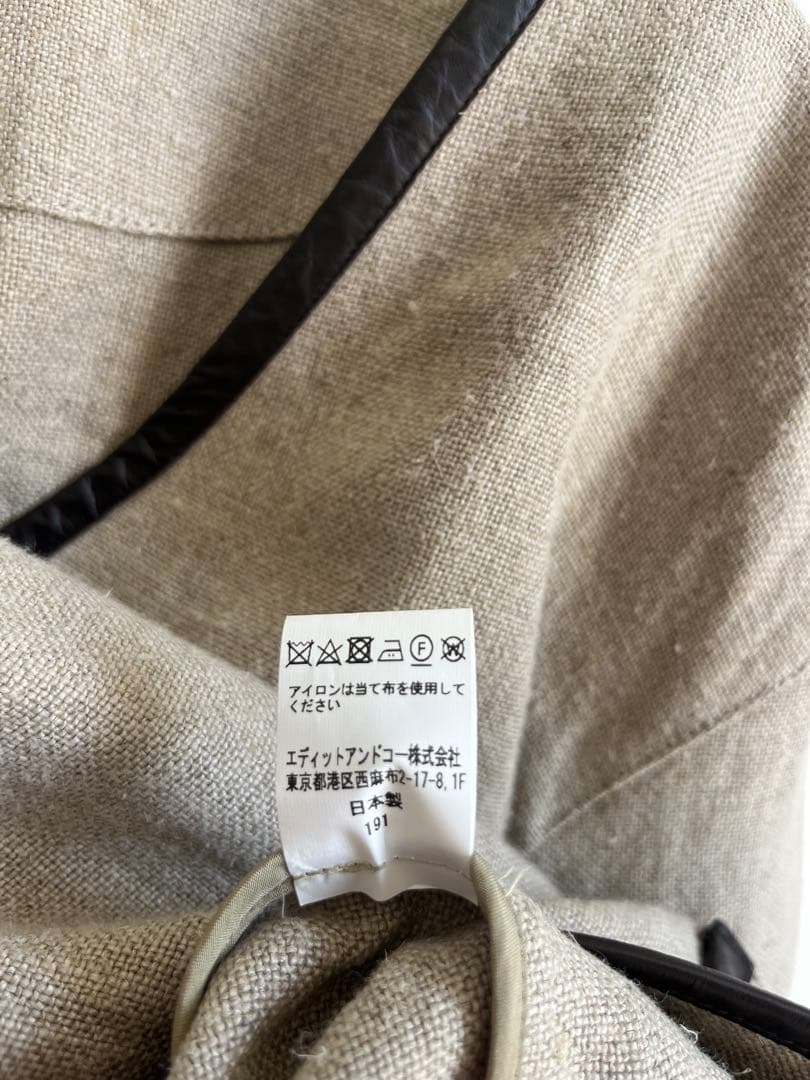 F W
アイロンは当て布を使用して
ください
エディットアンドコー株式会社
東京都港区西麻布2-17-8,1F
日本製
191